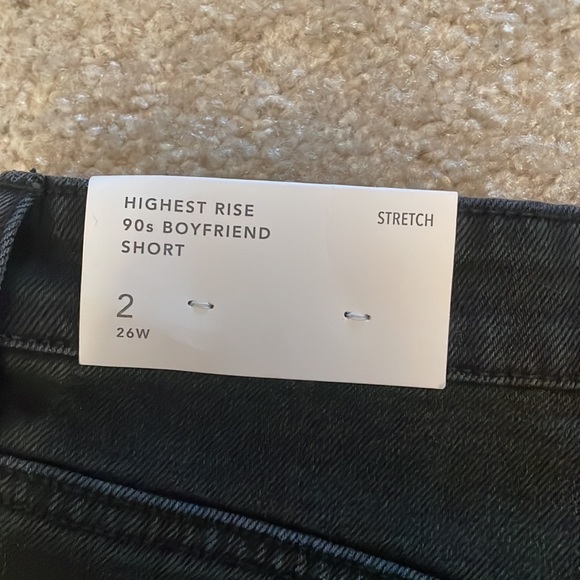 HIGHEST RISE
90s BOYFRIEND
SHORT
STRETCH
2
26W